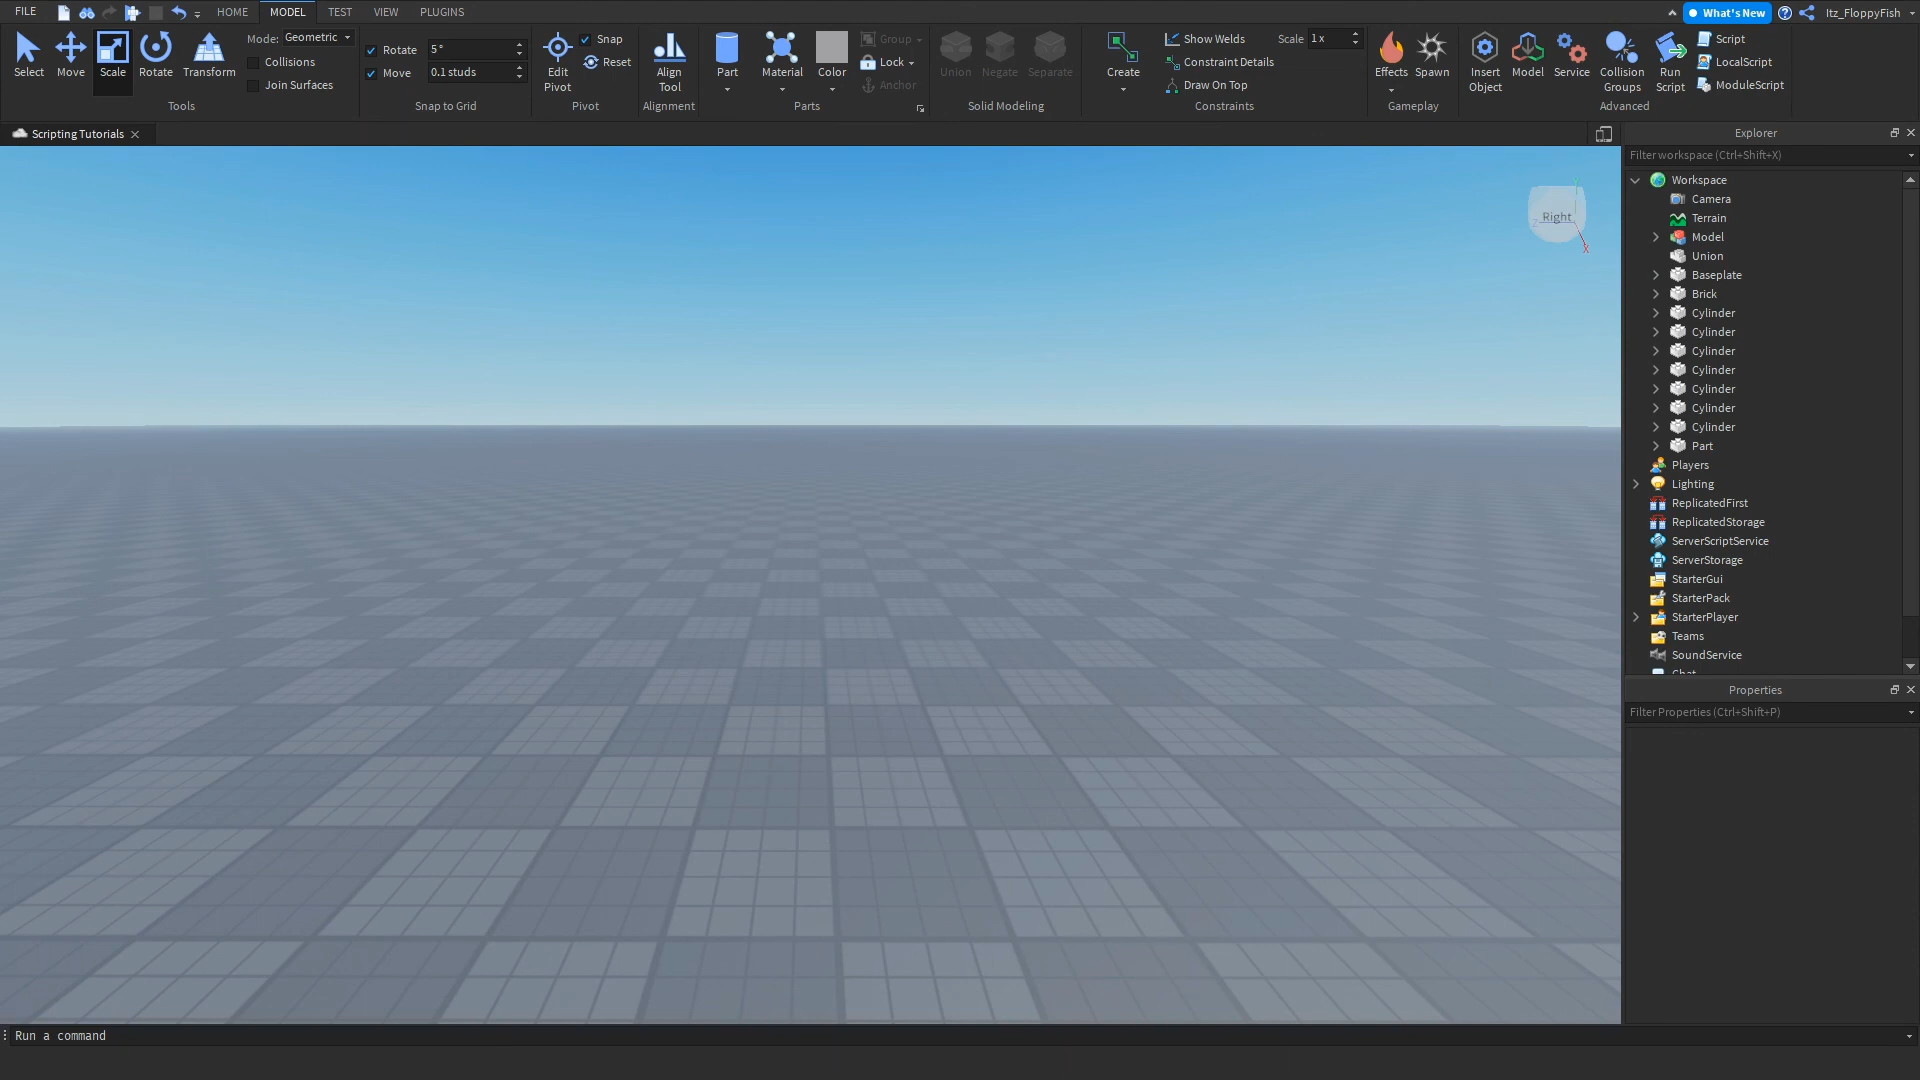 FILE HOME MODEL TEST VIEW PLUGINS What's New Itz_FloppyFish
Select Move Scale Rotate Transform
Mode: Geometric
Collisions
Join Surfaces
Tools
Rotate 5°
Move 0.1 studs
Snap to Grid
Edit Pivot
Snap
Reset
Pivot
Align Tool
Alignment
Part Material Color
Group
Lock
Anchor
Parts
Union Negate Separate
Solid Modeling
Create
Show Welds Scale 1 x
Constraint Details
Draw On Top
Constraints
Effects Spawn
Gameplay
Insert Object
Model
Service
Collision Groups
Run Script
Script
LocalScript
ModuleScript
Advanced
Scripting Tutorials
Right
Y
Z
X
Explorer
Filter workspace (Ctrl+Shift+X)
Workspace
Camera
Terrain
Model
Union
Baseplate
Brick
Cylinder
Cylinder
Cylinder
Cylinder
Cylinder
Cylinder
Cylinder
Part
Players
Lighting
ReplicatedFirst
ReplicatedStorage
ServerScriptService
ServerStorage
StarterGui
StarterPack
StarterPlayer
Teams
SoundService
Chat
Properties
Filter Properties (Ctrl+Shift+P)
Run a command